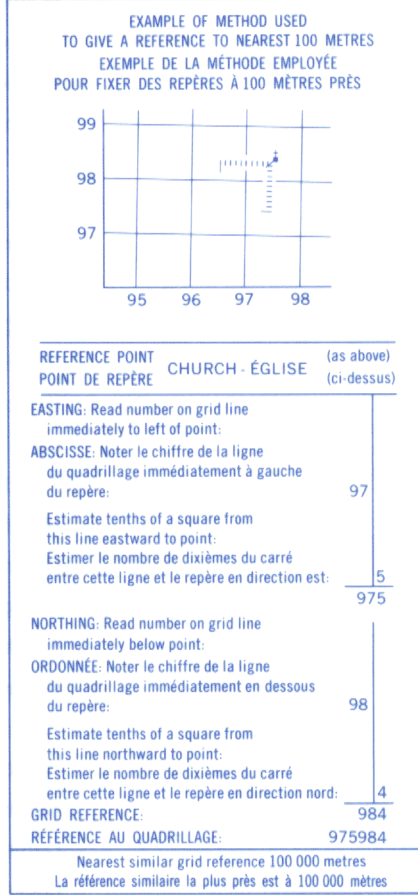 EXAMPLE OF METHOD USED
TO GIVE A REFERENCE TO NEAREST 100 METRES
EXEMPLE DE LA MÉTHODE EMPLOYÉE
POUR FIXER DES REPÈRES À 100 MÈTRES PRÈS
99
98
97
95 96 97 98
REFERENCE POINT
POINT DE REPÈRE
CHURCH - ÉGLISE
(as above)
(ci-dessus)
EASTING: Read number on grid line
immediately to left of point:
ABSCISSE: Noter le chiffre de la ligne
du quadrillage immédiatement à gauche
du repère: 97
Estimate tenths of a square from
this line eastward to point:
Estimer le nombre de dixièmes du carré
entre cette ligne et le repère en direction est: 5
975
NORTHING: Read number on grid line
immediately below point:
ORDONNÉE: Noter le chiffre de la ligne
du quadrillage immédiatement en dessous
du repère: 98
Estimate tenths of a square from
this line northward to point:
Estimer le nombre de dixièmes du carré
entre cette ligne et le repère en direction nord: 4
GRID REFERENCE: 984
RÉFÉRENCE AU QUADRILLAGE: 975984
Nearest similar grid reference 100 000 metres
La référence similaire la plus près est à 100 000 mètres